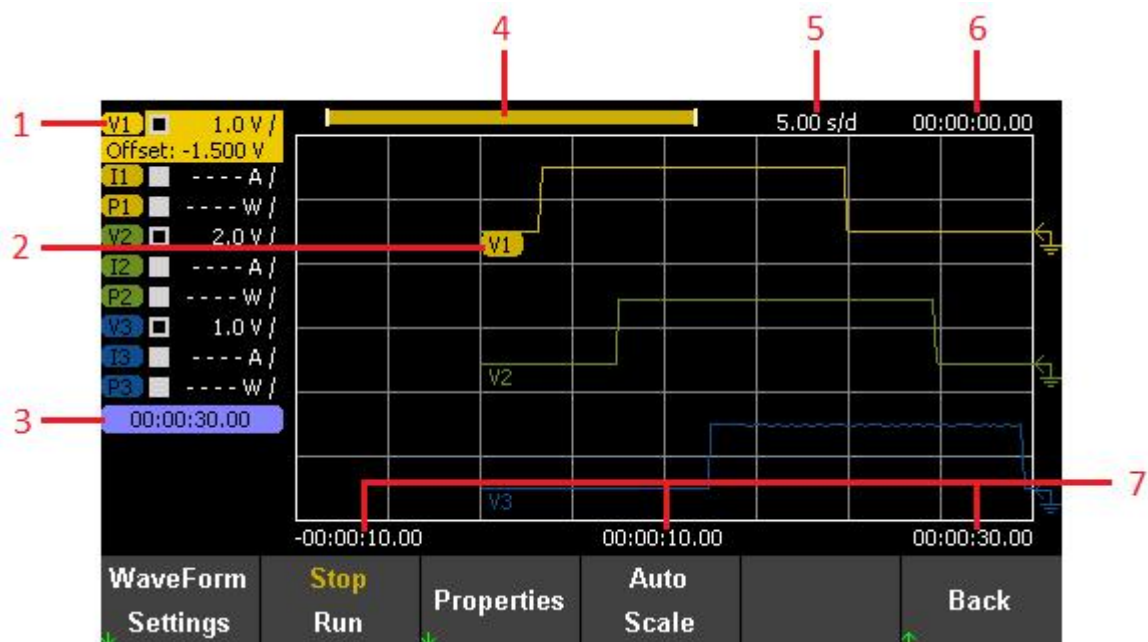 4 5 6
1 V1 1.0 V / 5.00 s/d 00:00:00.00
Offset: -1.500 V
I1 - - - - A /
P1 - - - - W /
V2 2.0 V /
2 V1
I2 - - - - A /
P2 - - - - W /
V3 1.0 V /
I3 - - - - A /
V2
P3 - - - - W /
3 00:00:30.00
7
V3
-00:00:10.00 00:00:10.00 00:00:30.00
WaveForm Settings
Stop Run
Properties
Auto Scale
Back